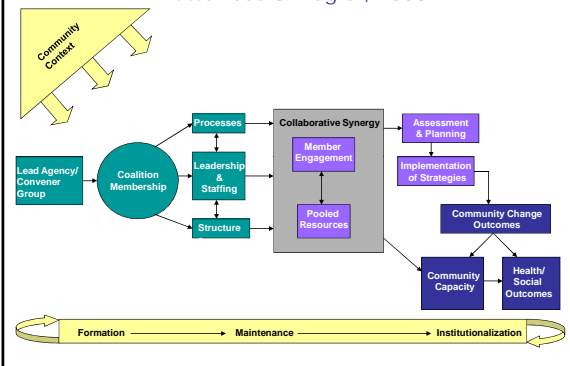 Community
Context
Processes
Collaborative Synergy
Assessment
& Planning
Member
Engagement
Lead Agency/
Convener
Group
Coalition
Membership
Leadership
&
Staffing
Implementation
of Strategies
Pooled
Resources
Structure
Community Change
Outcomes
Community
Capacity
Health/
Social
Outcomes
Formation
Maintenance
Institutionalization